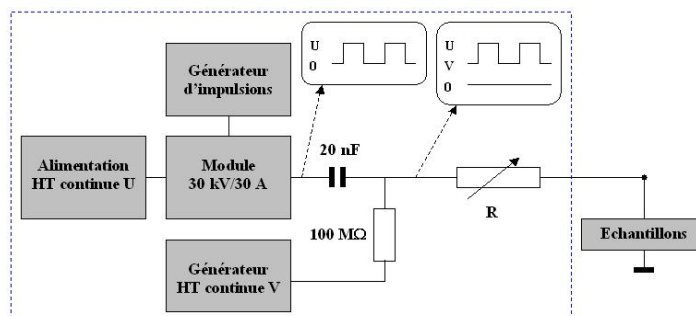 Générateur
d'impulsions
U
0
U
V
0
Alimentation
HT continue U
Module
30 kV/30 A
20 nF
R
100 MΩ
Echantillons
Générateur
HT continue V